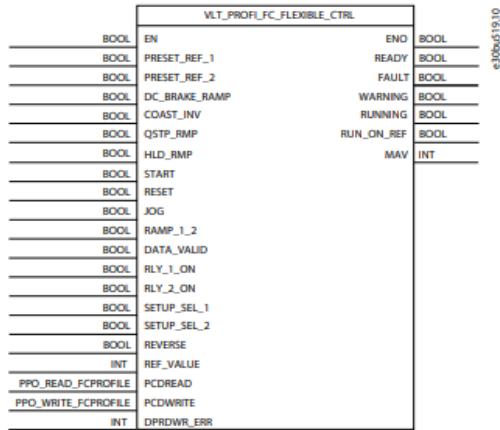 VLT_PROFI_FC_FLEXIBLE_CTRL
BOOL EN ENO BOOL
BOOL PRESET_REF_1 READY BOOL
BOOL PRESET_REF_2 FAULT BOOL
BOOL DC_BRAKE_RAMP WARNING BOOL
BOOL COAST_INV RUNNING BOOL
BOOL QSTP_RMP RUN_ON_REF BOOL
BOOL HLD_RMP MAV INT
BOOL START
BOOL RESET
BOOL JOG
BOOL RAMP_1_2
BOOL DATA_VALID
BOOL RLY_1_ON
BOOL RLY_2_ON
BOOL SETUP_SEL_1
BOOL SETUP_SEL_2
BOOL REVERSE
INT REF_VALUE
PPO_READ_FCPROFILE PCDREAD
PPO_WRITE_FCPROFILE PCDWRITE
INT DPRDWR_ERR
e30bu519.10